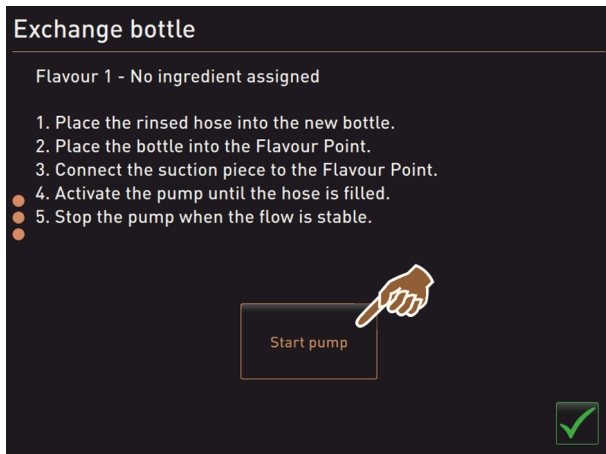 Exchange bottle
Flavour 1 - No ingredient assigned
1. Place the rinsed hose into the new bottle.
2. Place the bottle into the Flavour Point.
3. Connect the suction piece to the Flavour Point.
4. Activate the pump until the hose is filled.
5. Stop the pump when the flow is stable.
Start pump